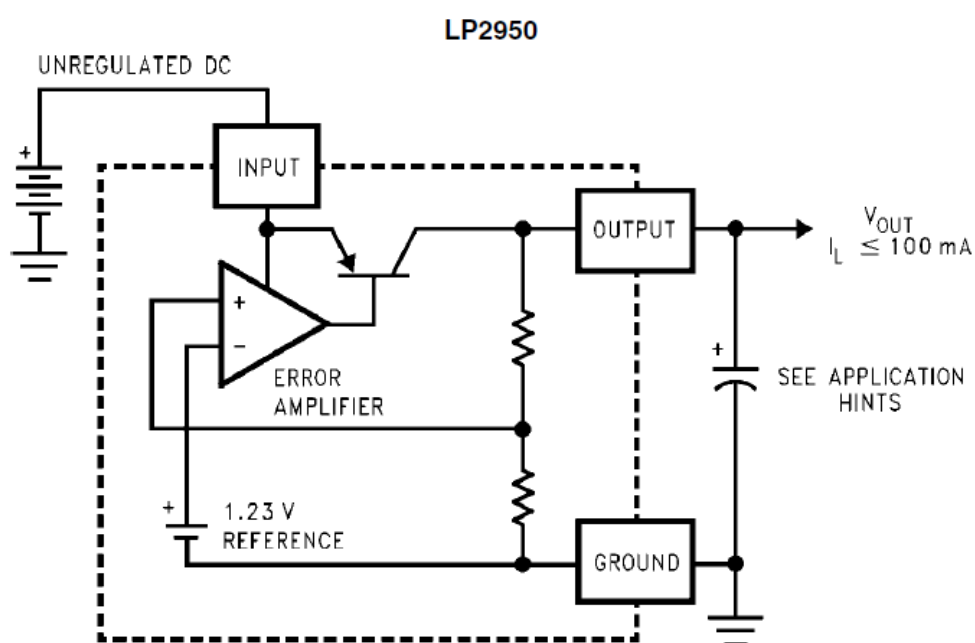 LP2950
UNREGULATED DC
+
INPUT
OUTPUT
V_OUT
I_L ≤ 100 mA
+
−
ERROR
AMPLIFIER
+
SEE APPLICATION
HINTS
+
1.23 V
REFERENCE
GROUND